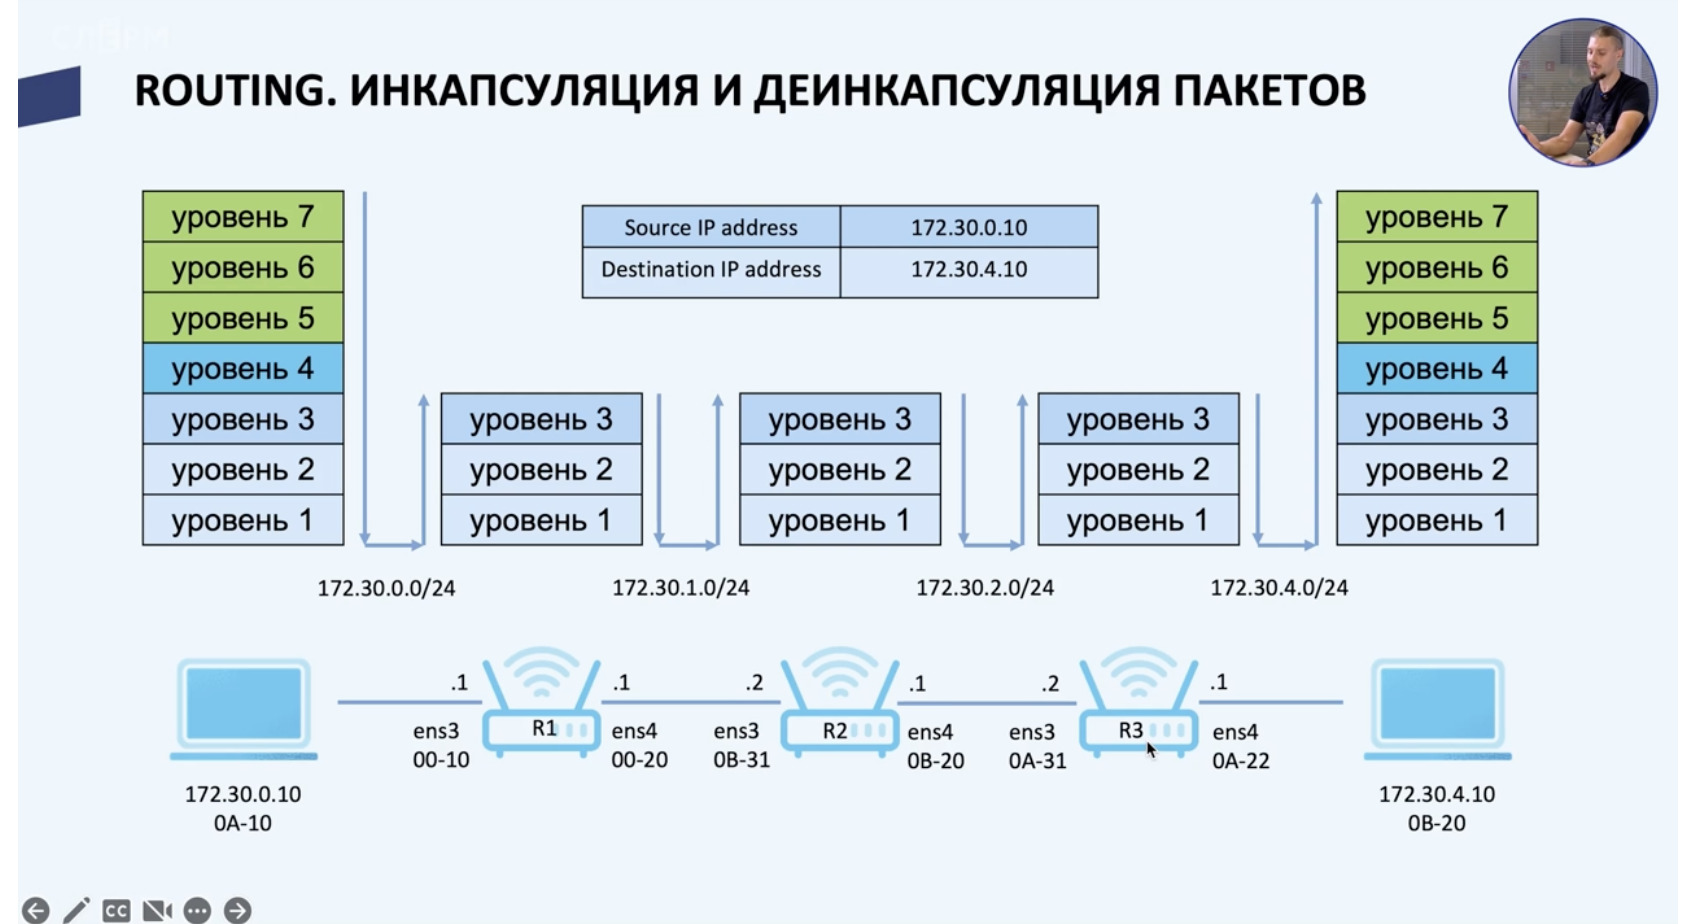 СЛЁРМ
ROUTING. ИНКАПСУЛЯЦИЯ И ДЕИНКАПСУЛЯЦИЯ ПАКЕТОВ
уровень 7
уровень 6
уровень 5
уровень 4
уровень 3
уровень 2
уровень 1
Source IP address 172.30.0.10
Destination IP address 172.30.4.10
уровень 3
уровень 2
уровень 1
уровень 3
уровень 2
уровень 1
уровень 3
уровень 2
уровень 1
уровень 7
уровень 6
уровень 5
уровень 4
уровень 3
уровень 2
уровень 1
172.30.0.0/24 172.30.1.0/24 172.30.2.0/24 172.30.4.0/24
.1 .1 .2 .1 .2 .1
R1 R2 R3
ens3 ens4 ens3 ens4 ens3 ens4
00-10 00-20 0B-31 0B-20 0A-31 0A-22
172.30.0.10 172.30.4.10
0A-10 0B-20
CC